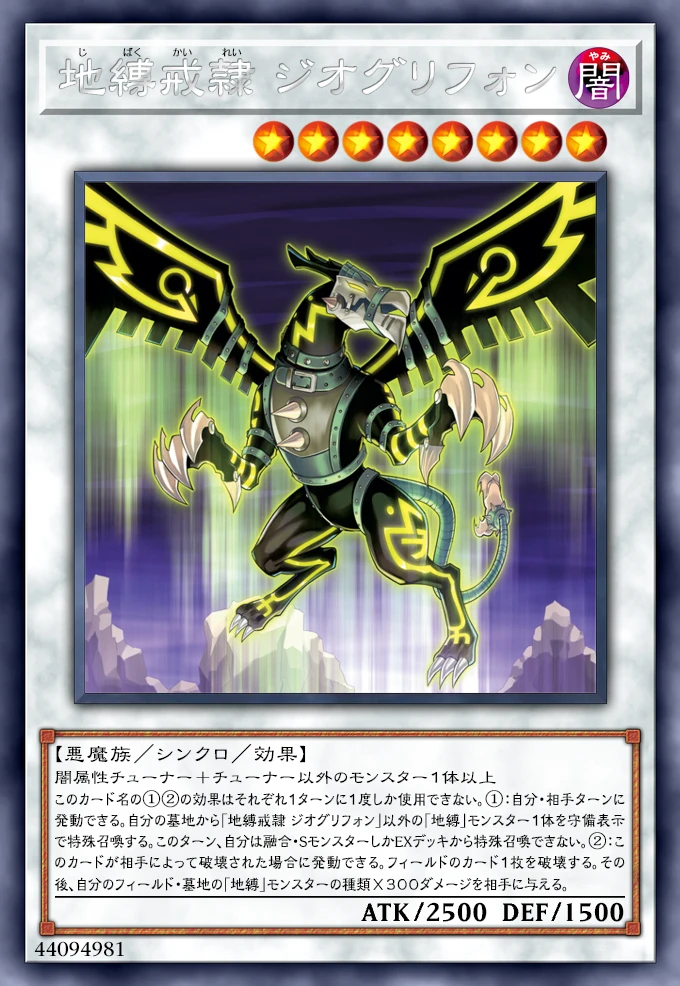 じ ばく かい れい
地縛戒隷 ジオグリフォン
やみ
闇
【悪魔族／シンクロ／効果】
闇属性チューナー＋チューナー以外のモンスター１体以上
このカード名の①②の効果はそれぞれ１ターンに１度しか使用できない。①：自分・相手ターンに
発動できる。自分の墓地から「地縛戒隷 ジオグリフォン」以外の「地縛」モンスター１体を守備表示
で特殊召喚する。このターン、自分は融合・SモンスターしかEXデッキから特殊召喚できない。②：こ
のカードが相手によって破壊された場合に発動できる。フィールドのカード１枚を破壊する。その
後、自分のフィールド・墓地の「地縛」モンスターの種類×３００ダメージを相手に与える。
ATK/2500 DEF/1500
44094981